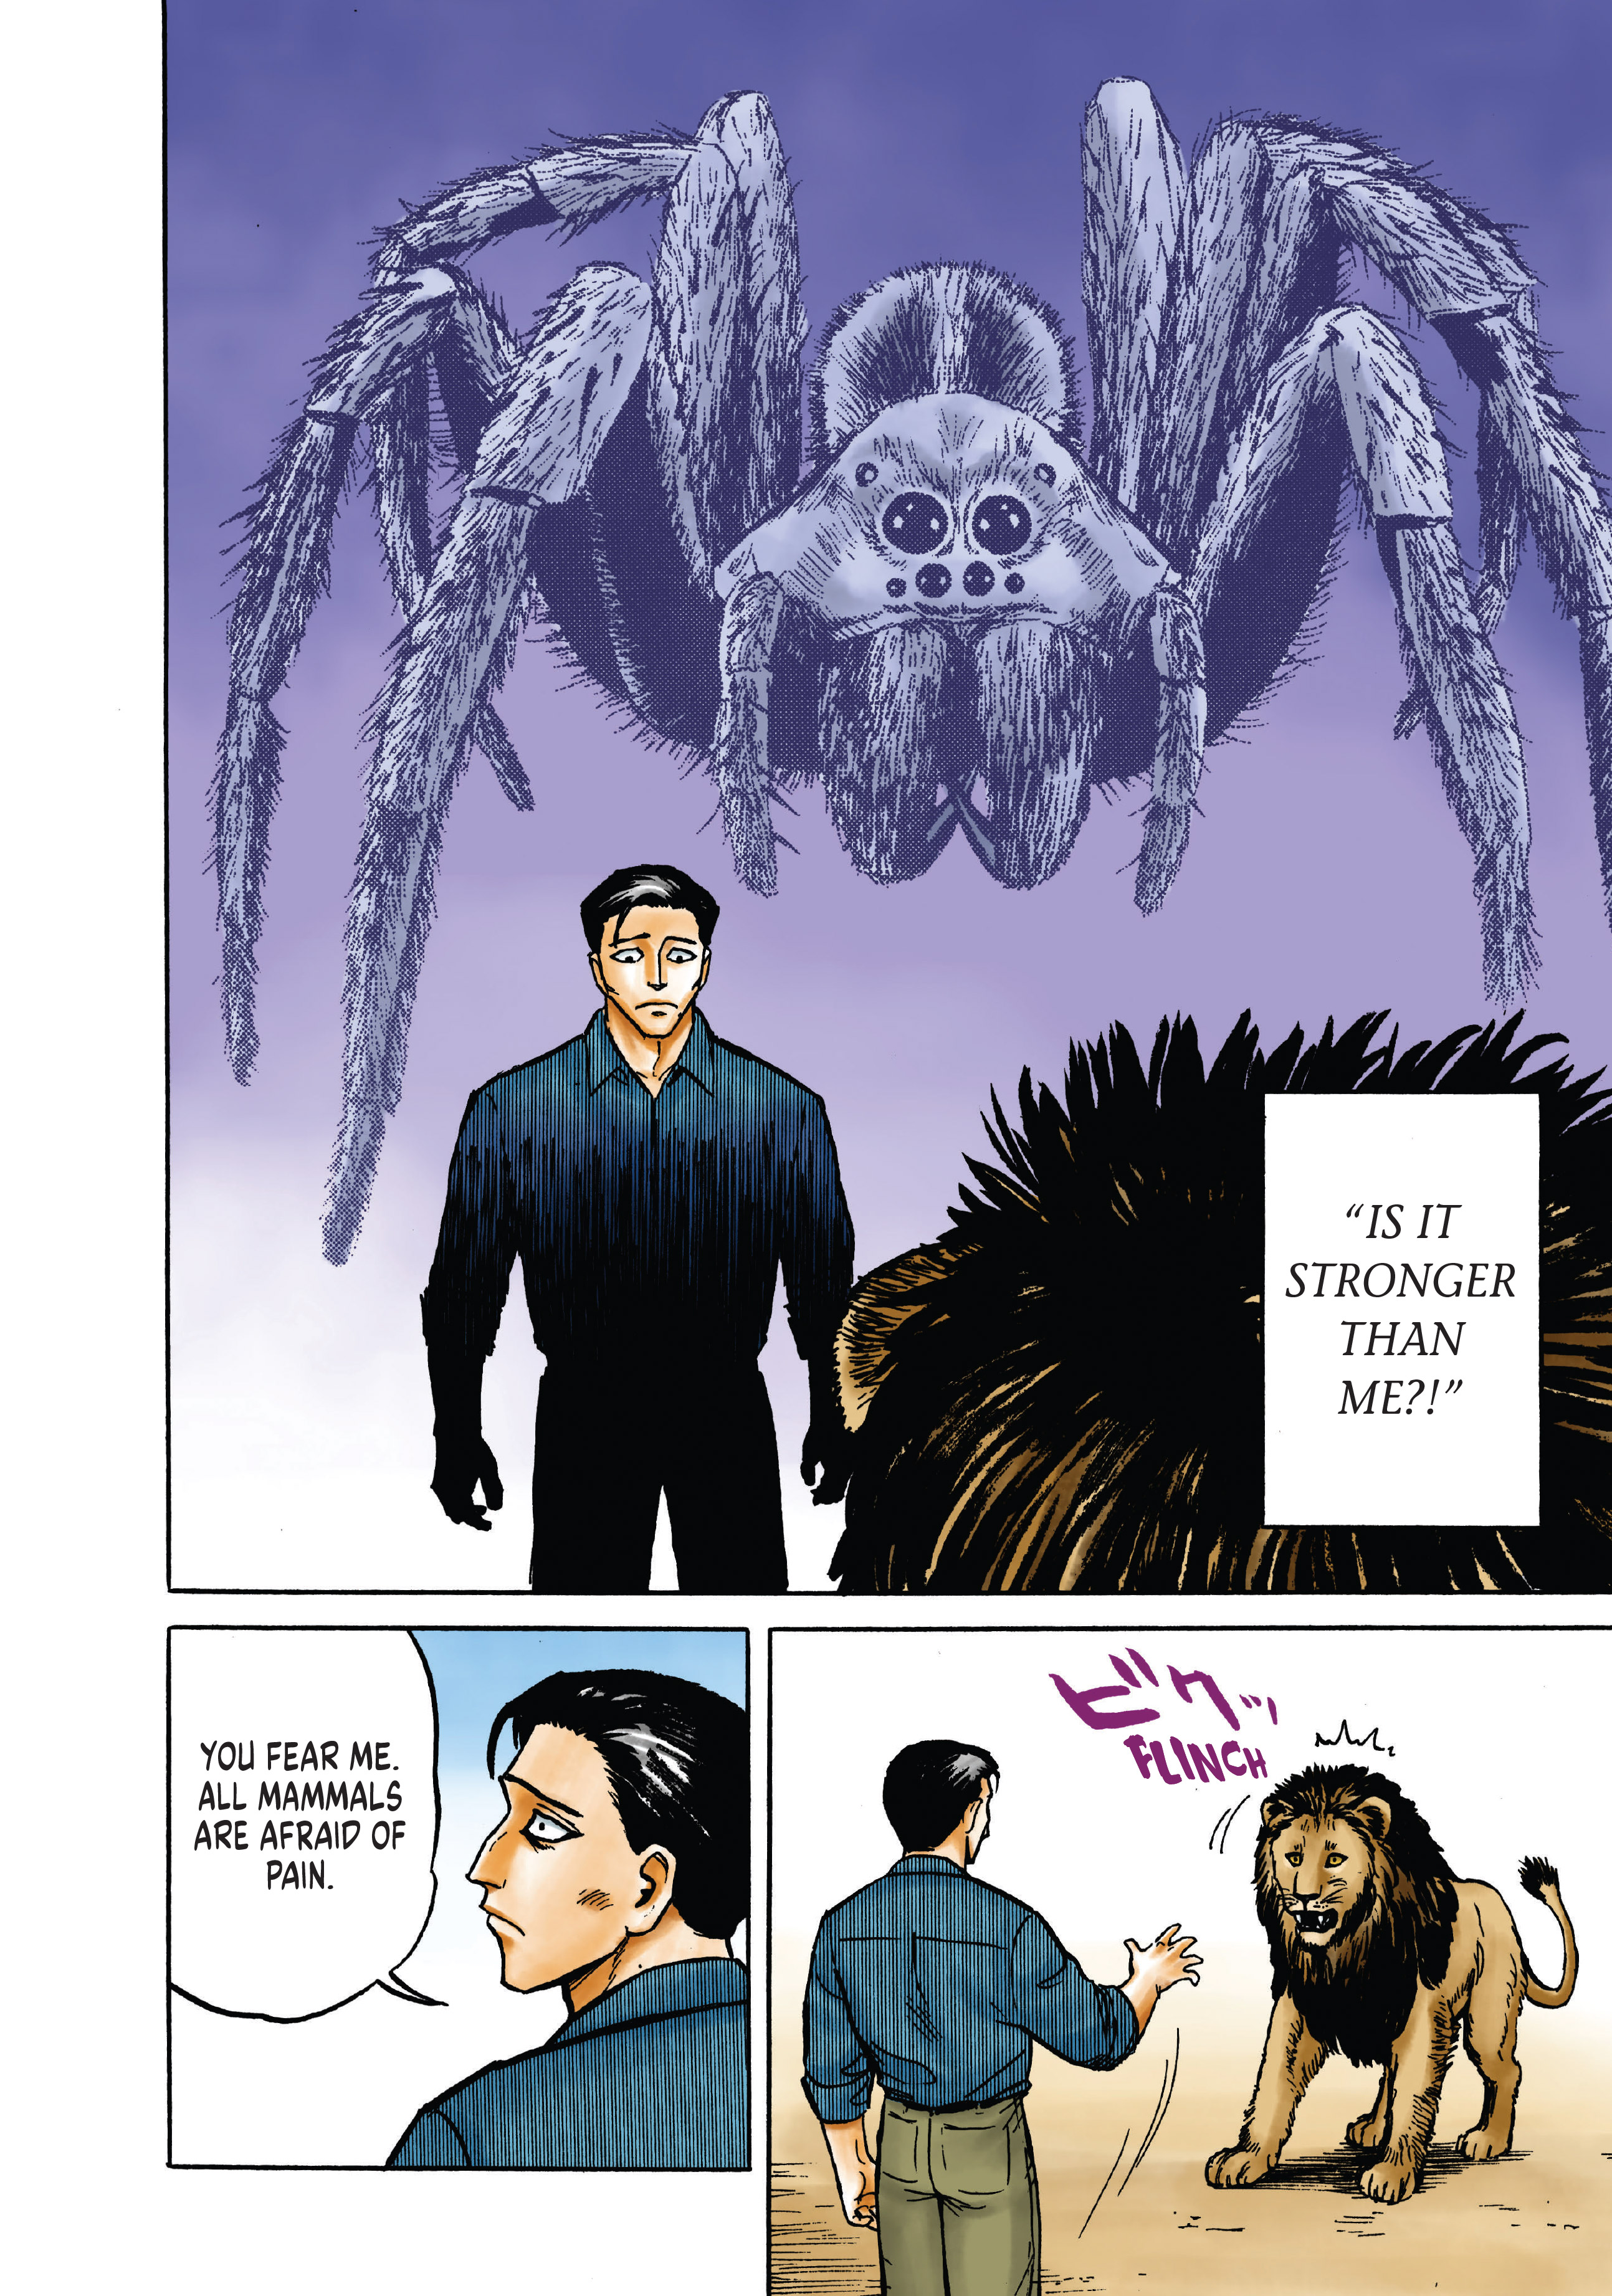 “IS IT
STRONGER
THAN
ME?!”
ビクッ
FLINCH
YOU FEAR ME.
ALL MAMMALS
ARE AFRAID OF
PAIN.